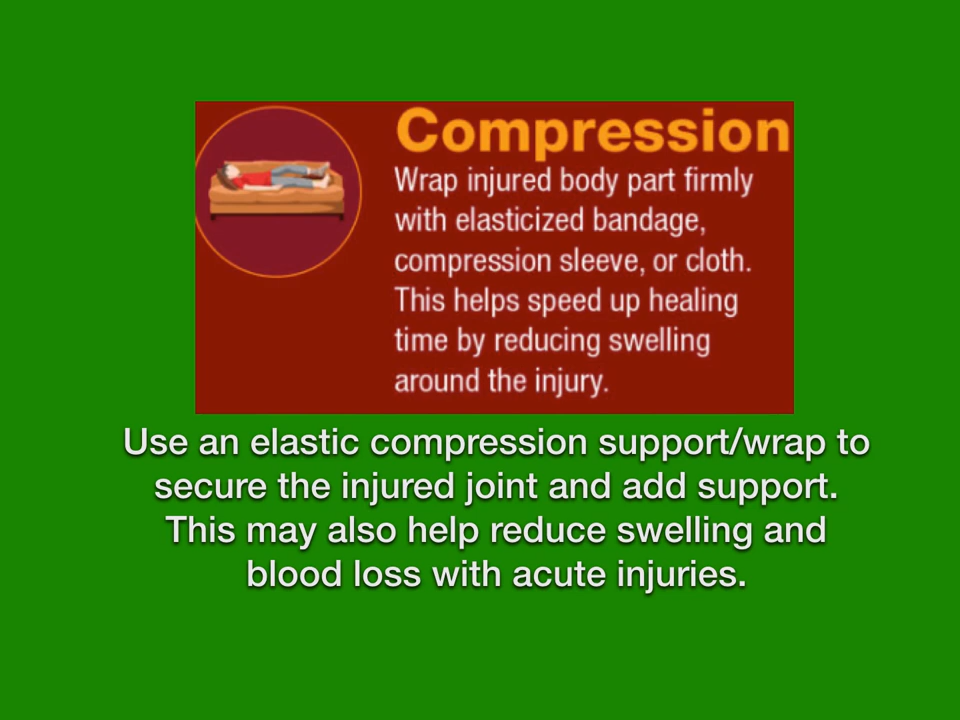 Compression
Wrap injured body part firmly
with elasticized bandage,
compression sleeve, or cloth.
This helps speed up healing
time by reducing swelling
around the injury.
Use an elastic compression support/wrap to
secure the injured joint and add support.
This may also help reduce swelling and
blood loss with acute injuries.